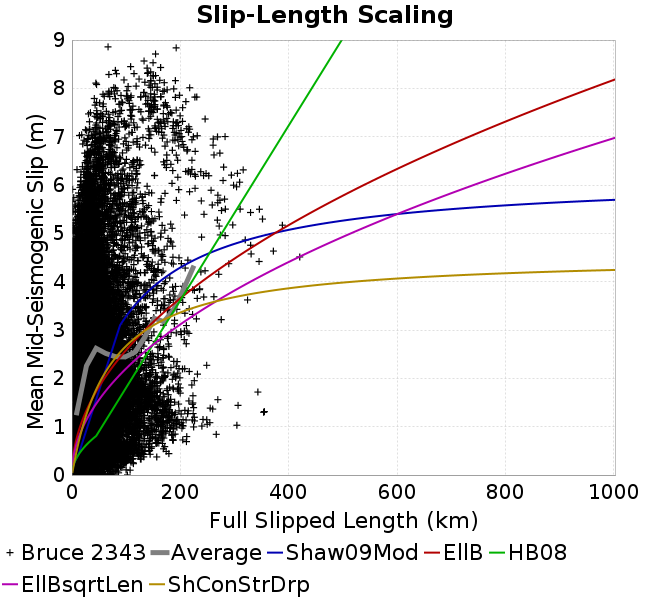 Slip-Length Scaling
Mean Mid-Seismogenic Slip (m)
9
8
7
6
5
4
3
2
1
0
0 200 400 600 800 1000
Full Slipped Length (km)
Bruce 2343 Average Shaw09Mod EllB HB08
EllBsqrtLen ShConStrDrp